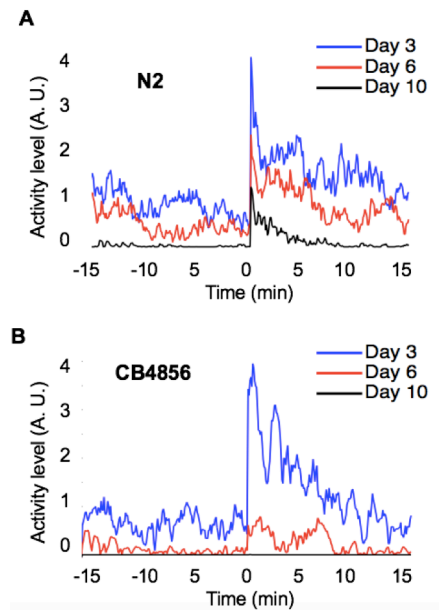 A
N2
Day 3
Day 6
Day 10
Activity level (A. U.)
4
3
2
1
0
-15 -10 5 0 5 10 15
Time (min)
B
CB4856
Day 3
Day 6
Day 10
Activity level (A. U.)
4
3
2
1
0
-15 -10 5 0 5 10 15
Time (min)